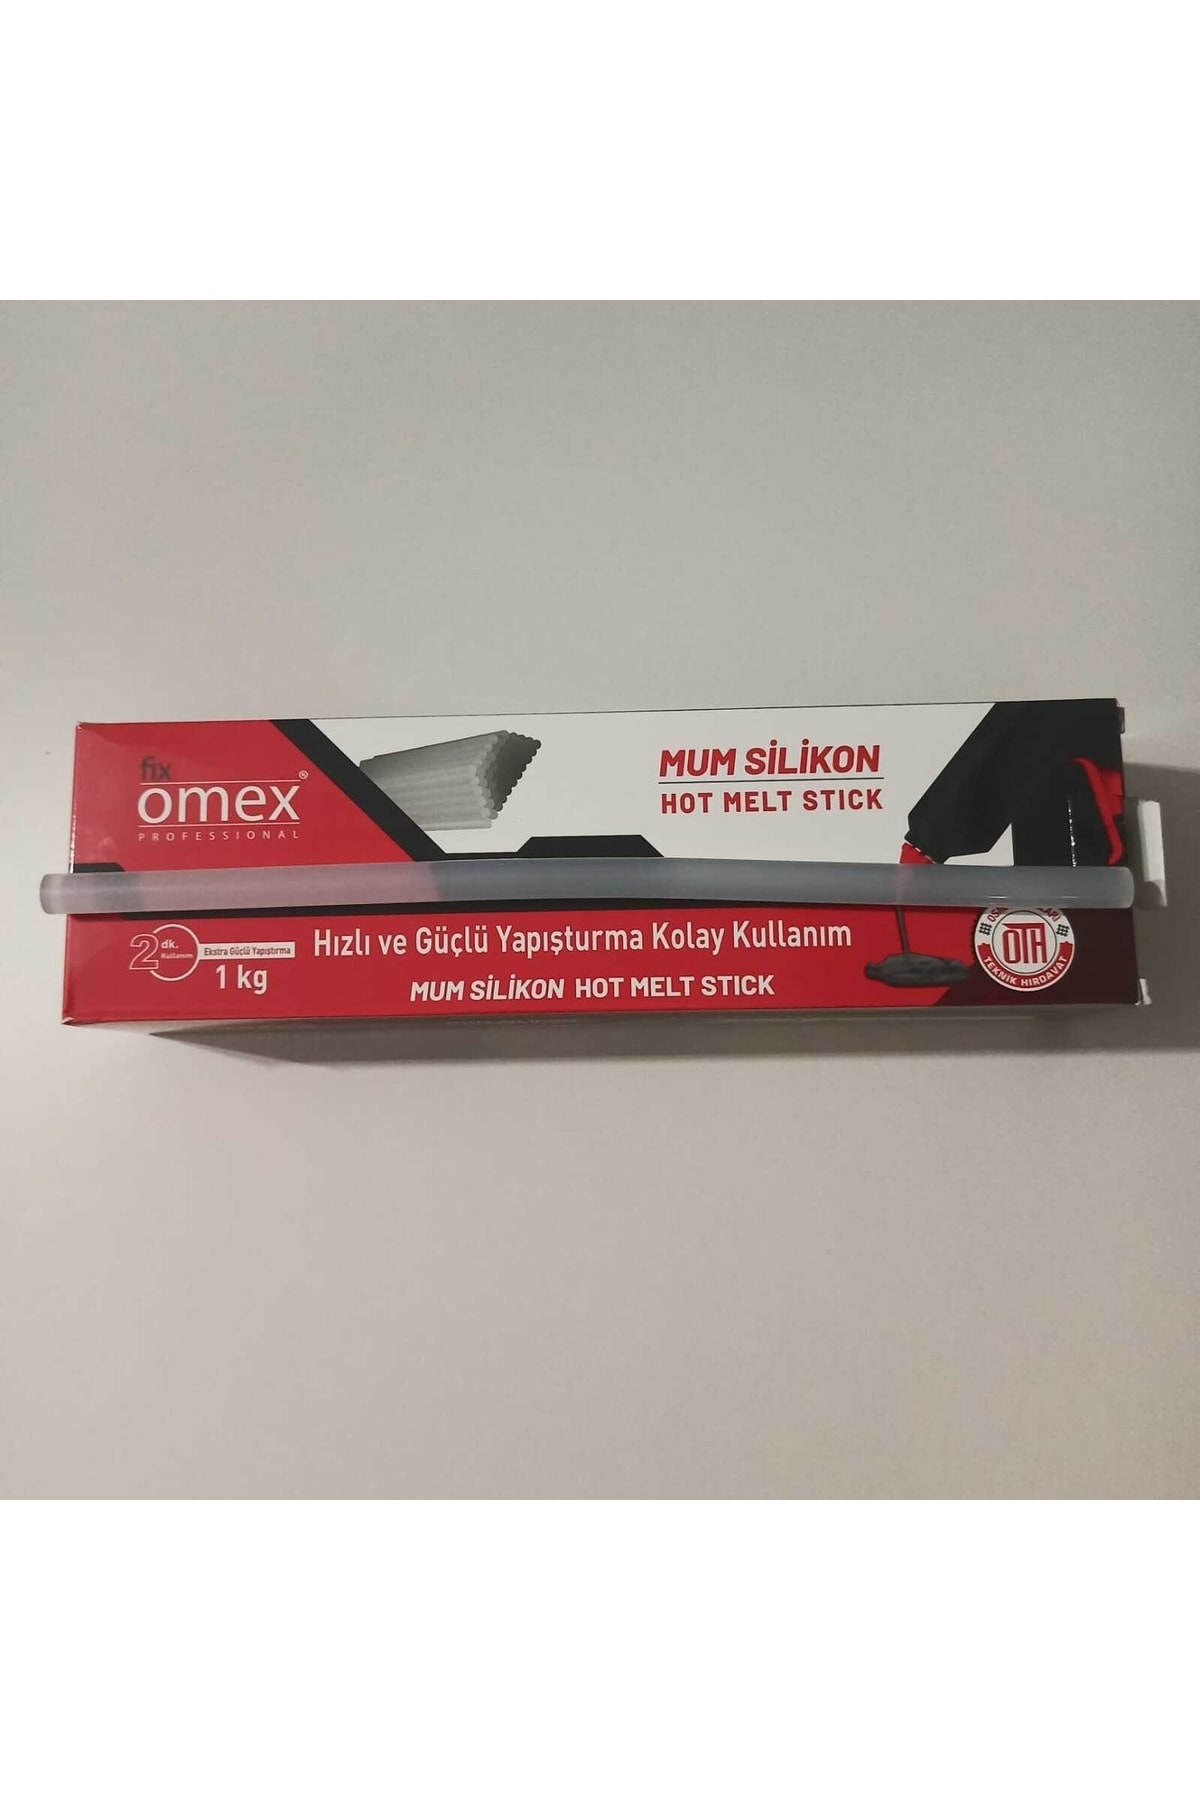 fix
omex®
PROFESSIONAL
MUM SİLİKON
HOT MELT STICK
2 dk.
Kullanım
Ekstra Güçlü Yapıştırma
1 kg
Hızlı ve Güçlü Yapışturma Kolay Kullanım
MUM SİLİKON HOT MELT STICK
OTH
TEKNİK HIRDAVAT